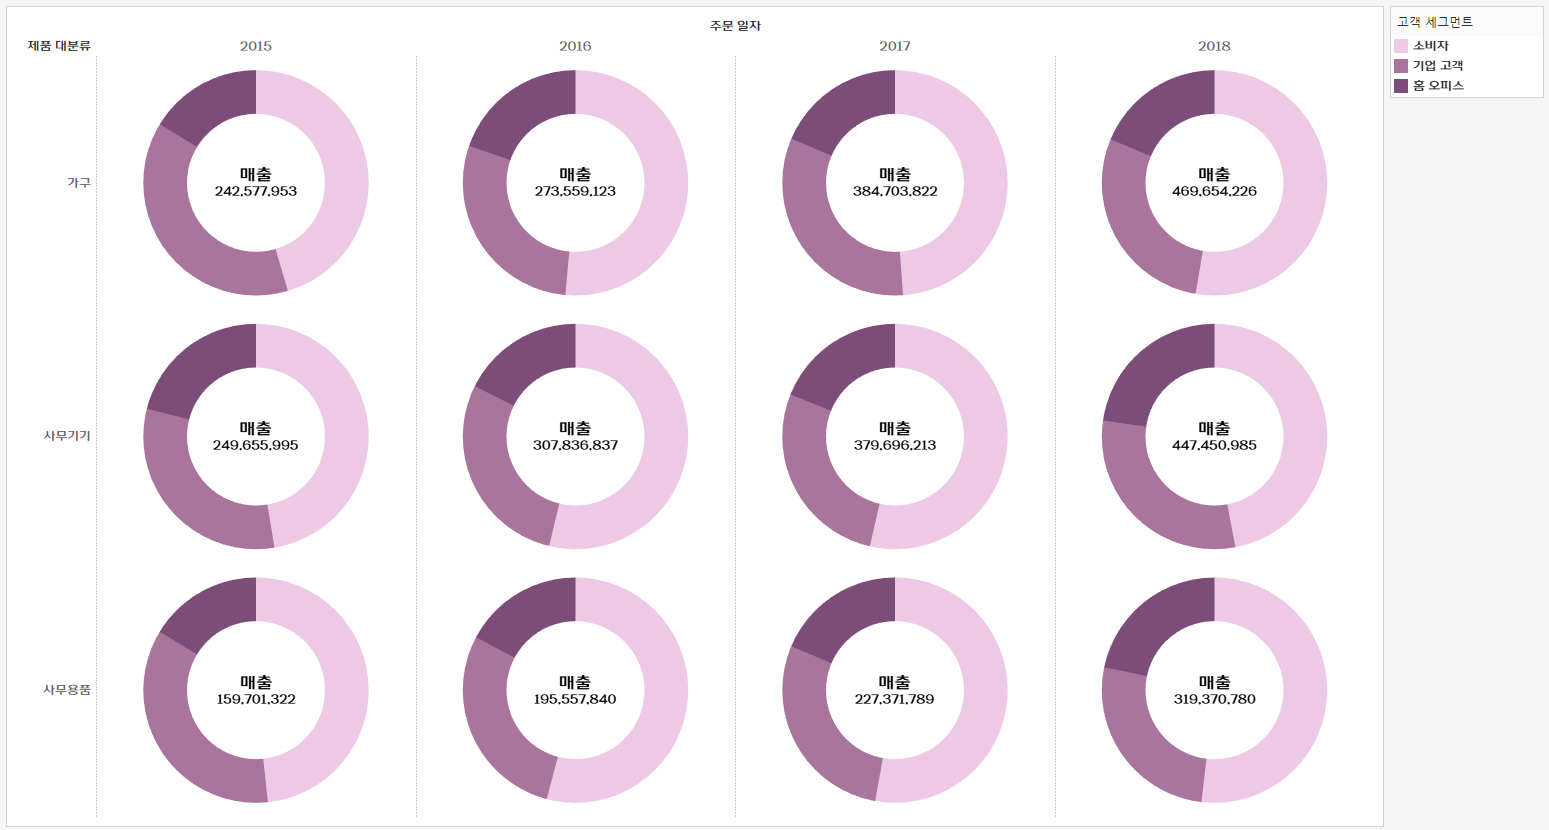 주문 일자
제품 대분류
2015
2016
2017
2018
가구
매출
242,577,953
매출
273,559,123
매출
384,703,822
매출
469,654,226
사무기기
매출
249,655,995
매출
307,836,837
매출
379,696,213
매출
447,450,985
사무용품
매출
159,701,322
매출
195,557,840
매출
227,371,789
매출
319,370,780
고객 세그먼트
소비자
기업 고객
홈 오피스